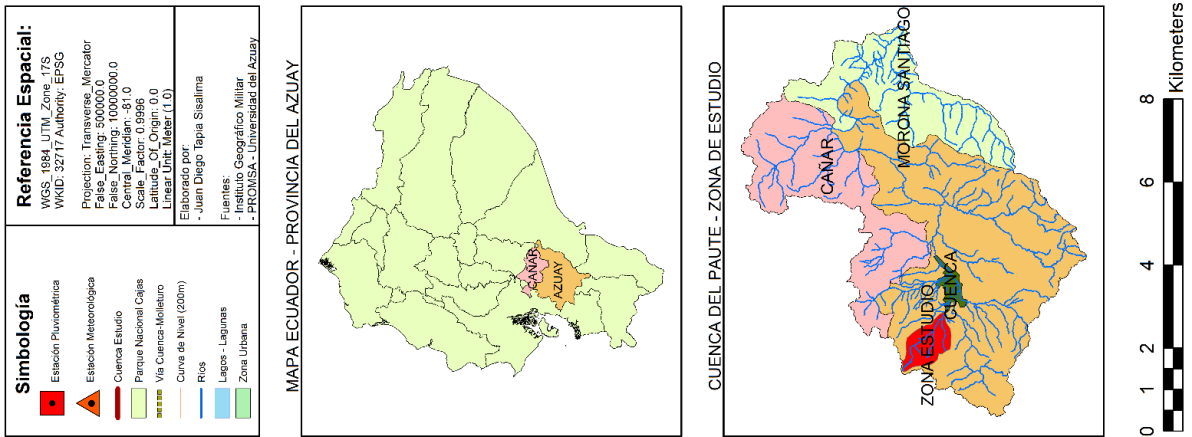 Simbología
Estación Pluviométrica
Estación Meteorológica
Cuenca Estudio
Parque Nacional Cajas
Vía Cuenca-Molleturo
Curva de Nivel (200m)
Ríos
Lagos - Lagunas
Zona Urbana
Referencia Espacial:
WGS_1984_UTM_Zone_17S
WKID: 32717 Authority: EPSG
Projection: Transverse_Mercator
False_Easting: 500000.0
False_Northing: 10000000.0
Central_Meridian: -81.0
Scale_Factor: 0.9996
Latitude_Of_Origin: 0.0
Linear Unit: Meter (1.0)
Elaborado por:
- Juan Diego Tapia Sisalima
Fuentes:
- Instituto Geográfico Militar
- PROMSA - Universidad del Azuay
MAPA ECUADOR - PROVINCIA DEL AZUAY
CAÑAR
AZUAY
CUENCA DEL PAUTE - ZONA DE ESTUDIO
ZONA ESTUDIO
CUENCA
CAÑAR
MORONA SANTIAGO
0 1 2 4 6 8
Kilometers